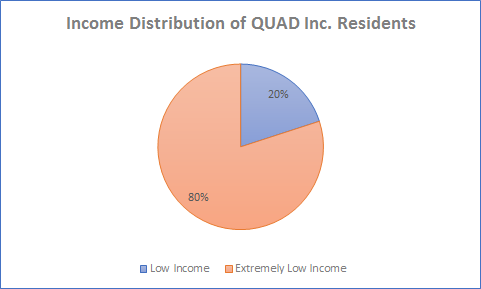 Income Distribution of QUAD Inc. Residents
20%
80%
Low Income
Extremely Low Income